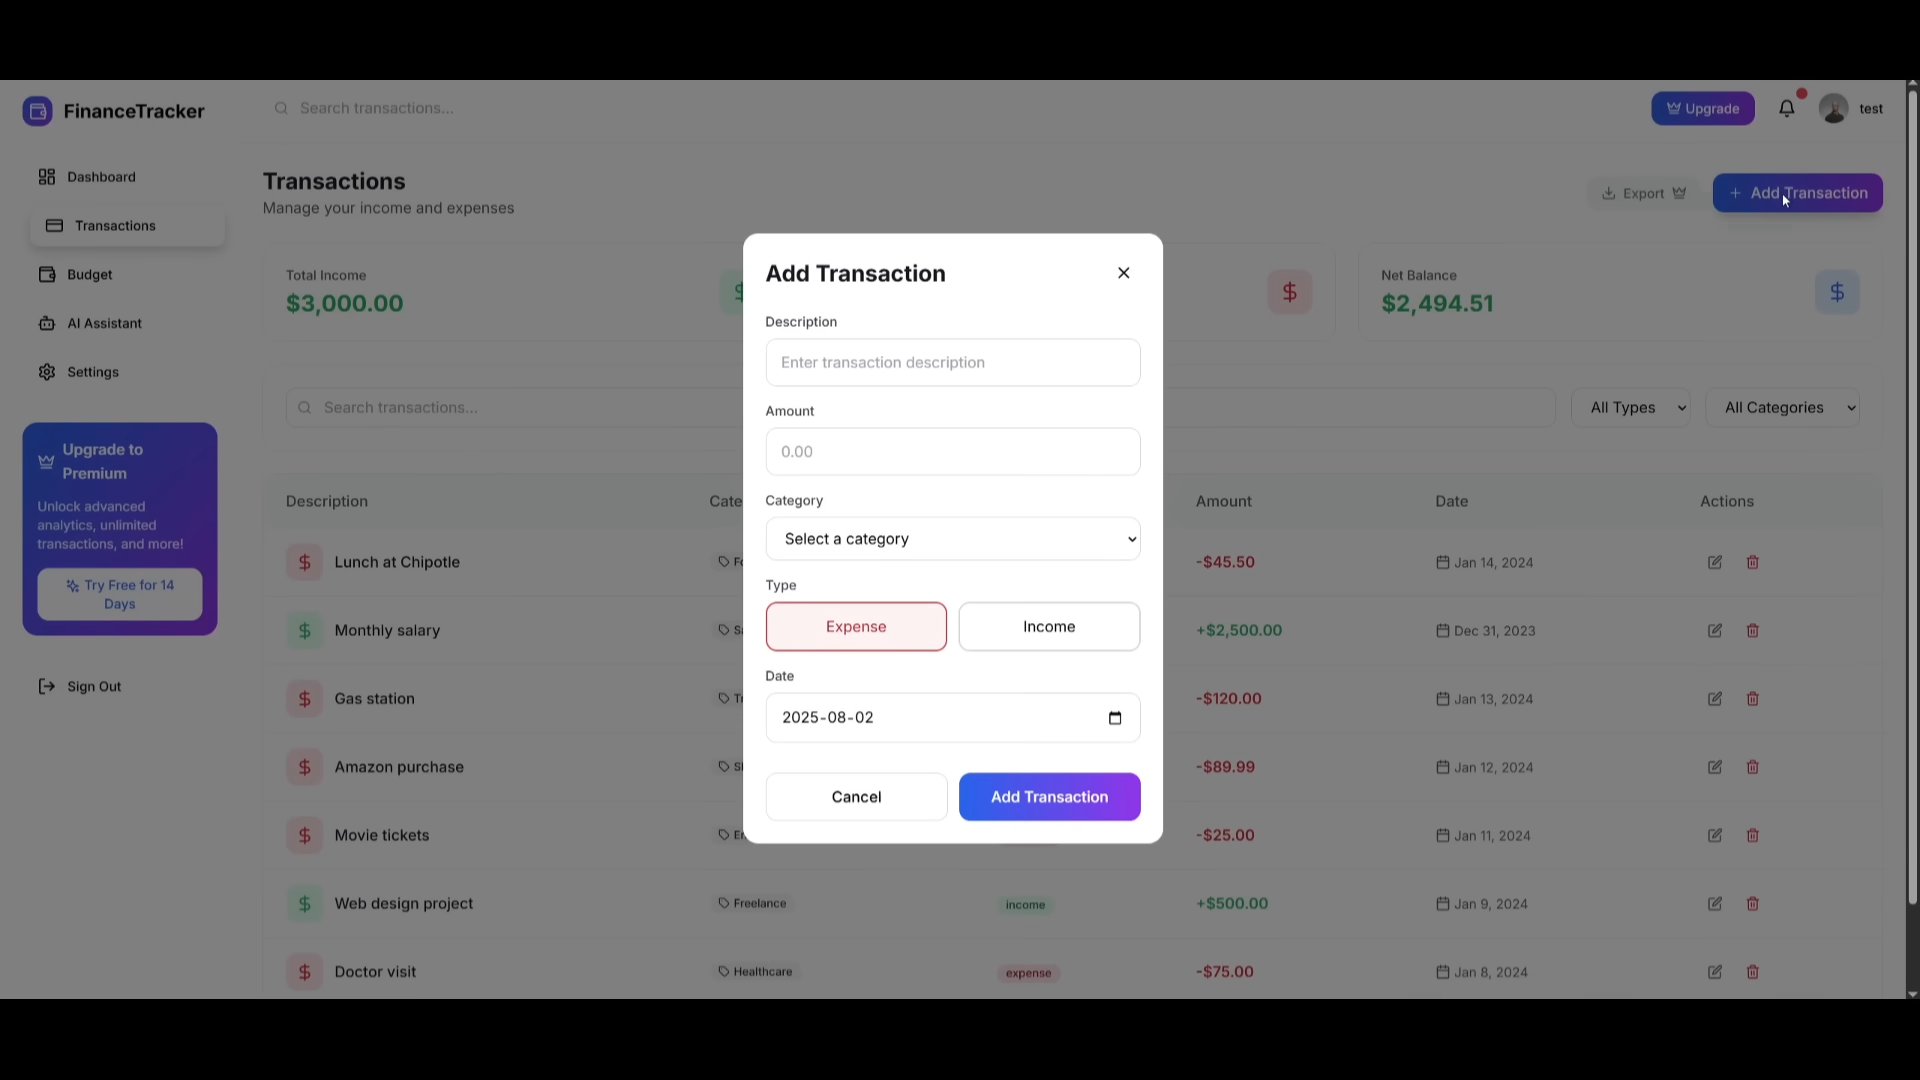 FinanceTracker
Search transactions...
Upgrade
test
Dashboard
Transactions
Budget
AI Assistant
Settings
Upgrade to
Premium
Unlock advanced
analytics, unlimited
transactions, and more!
Try Free for 14
Days
Sign Out
Transactions
Manage your income and expenses
Export
Add Transaction
Total Income
$3,000.00
Net Balance
$2,494.51
Search transactions...
All Types
All Categories
Description
Amount
Date
Actions
Lunch at Chipotle
-$45.50
Jan 14, 2024
Monthly salary
+$2,500.00
Dec 31, 2023
Gas station
-$120.00
Jan 13, 2024
Amazon purchase
-$89.99
Jan 12, 2024
Movie tickets
-$25.00
Jan 11, 2024
Web design project
Freelance
income
+$500.00
Jan 9, 2024
Doctor visit
Healthcare
expense
-$75.00
Jan 8, 2024
Add Transaction
Description
Enter transaction description
Amount
0.00
Category
Select a category
Type
Expense
Income
Date
2025-08-02
Cancel
Add Transaction